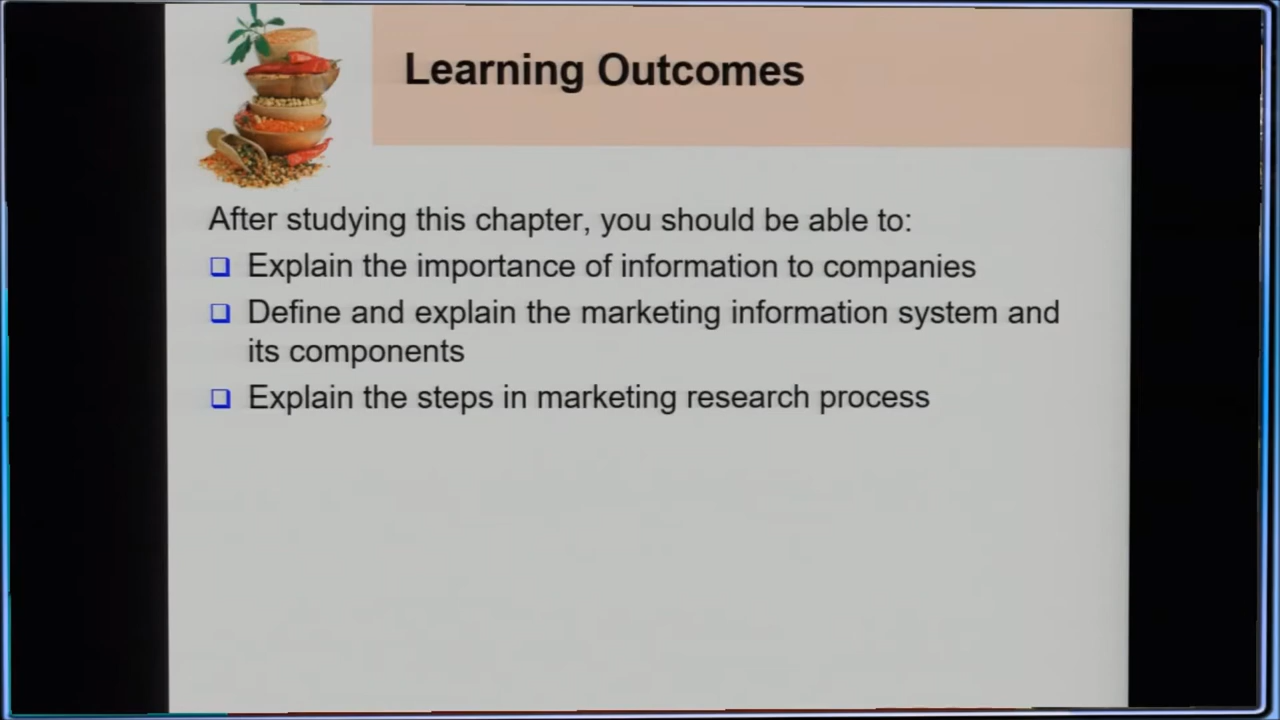 Learning Outcomes
After studying this chapter, you should be able to:
❑ Explain the importance of information to companies
❑ Define and explain the marketing information system and
its components
❑ Explain the steps in marketing research process